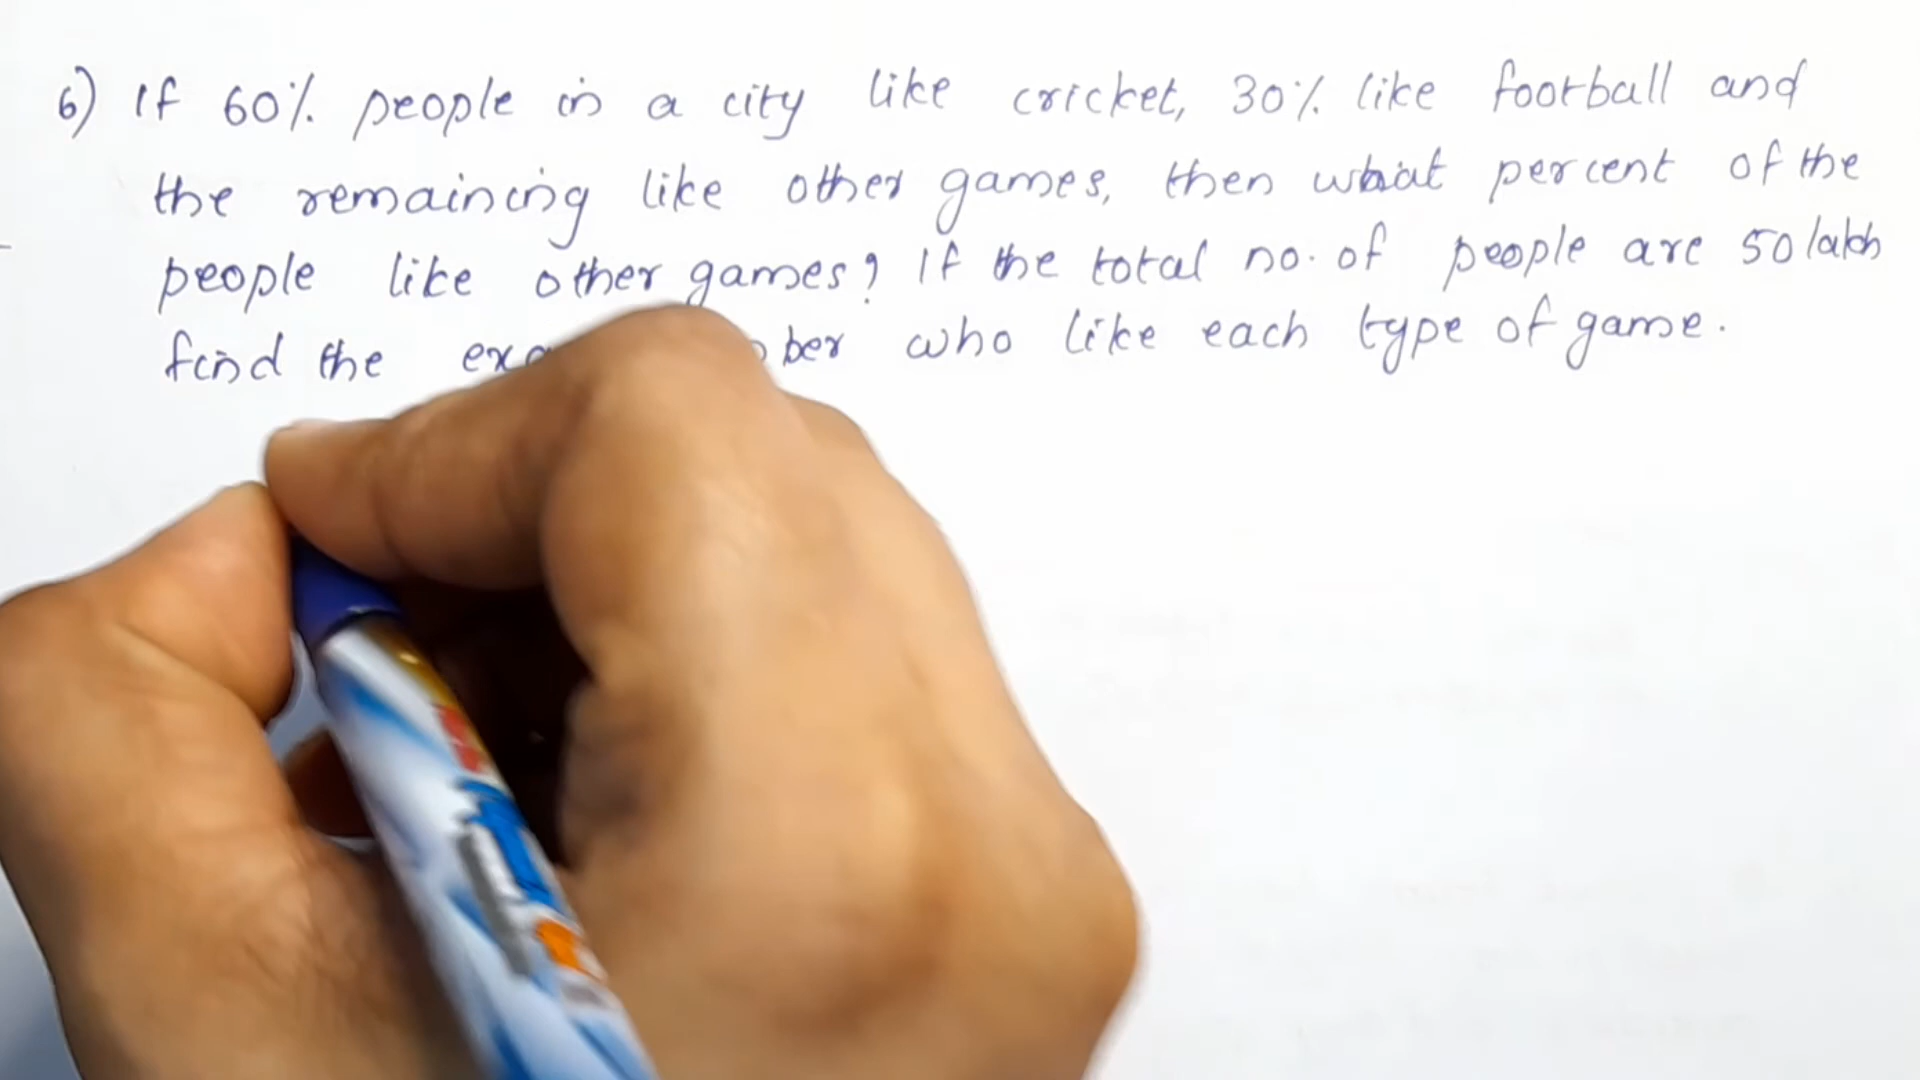 6) If 60% people in a city like cricket, 30% like football and
the remaining like other games, then what percent of the
people like other games? If the total no. of people are 50 lakh
find the who like each type of game.